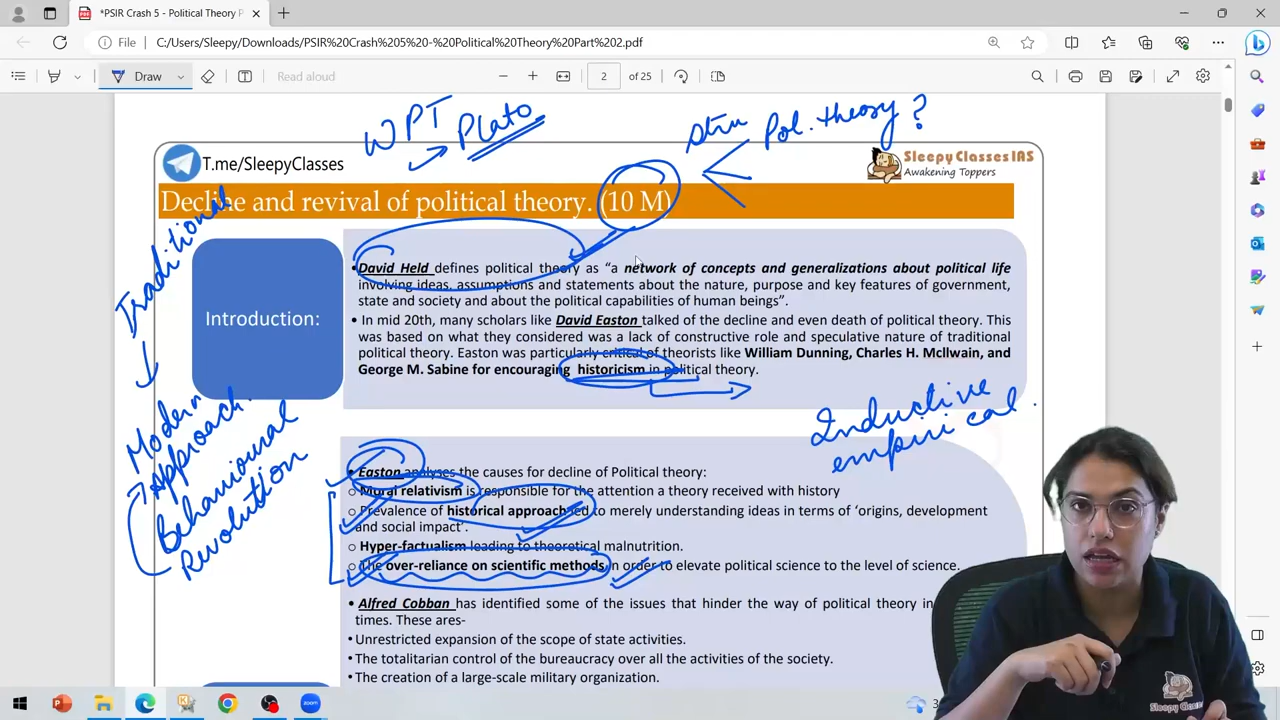 *PSIR Crash 5 - Political Theory P
File
C:/Users/Sleepy/Downloads/PSIR%20Crash%205%20-%20Political%20Theory%20Part%202.pdf
Draw
Read aloud
2 of 25
WPT
Plato
stru
Pol. theory ?
T.me/SleepyClasses
Sleepy Classes IAS
Awakening Toppers
Decline and revival of political theory. (10 M)
Traditional
Modern
Approach.
Behavioural
Revolution
Introduction:
•David Held defines political theory as “a network of concepts and generalizations about political life
involving ideas, assumptions and statements about the nature, purpose and key features of government,
state and society and about the political capabilities of human beings”.
• In mid 20th, many scholars like David Easton talked of the decline and even death of political theory. This
was based on what they considered was a lack of constructive role and speculative nature of traditional
political theory. Easton was particularly critical of theorists like William Dunning, Charles H. McIlwain, and
George M. Sabine for encouraging historicism in political theory.
Inductive
empirical.
• Easton analyses the causes for decline of Political theory:
o Moral relativism is responsible for the attention a theory received with history
o Prevalence of historical approach led to merely understanding ideas in terms of ‘origins, development
and social impact’.
o Hyper-factualism leading to theoretical malnutrition.
o The over-reliance on scientific methods in order to elevate political science to the level of science.
• Alfred Cobban has identified some of the issues that hinder the way of political theory in
times. These ares-
• Unrestricted expansion of the scope of state activities.
• The totalitarian control of the bureaucracy over all the activities of the society.
• The creation of a large-scale military organization.